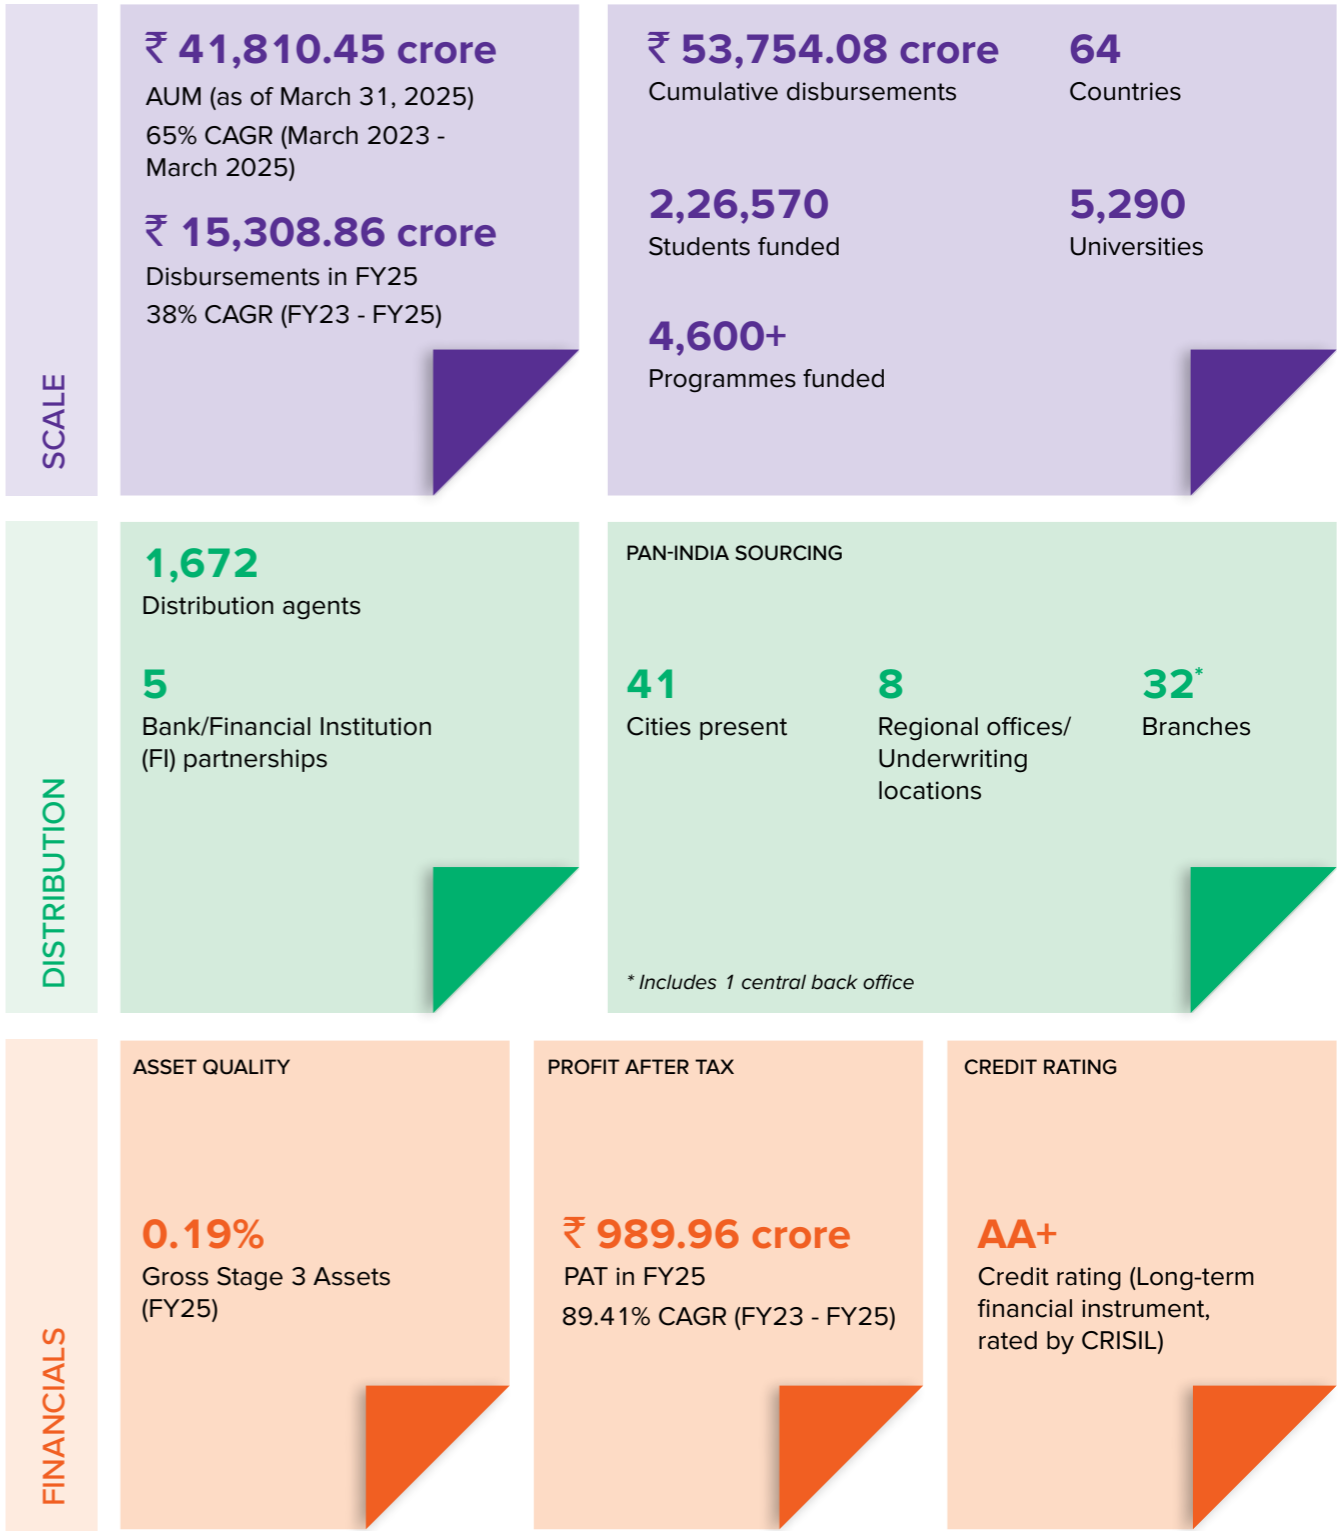 SCALE
₹ 41,810.45 crore
AUM (as of March 31, 2025)
65% CAGR (March 2023 -
March 2025)
₹ 15,308.86 crore
Disbursements in FY25
38% CAGR (FY23 - FY25)
₹ 53,754.08 crore
Cumulative disbursements
64
Countries
2,26,570
Students funded
5,290
Universities
4,600+
Programmes funded
DISTRIBUTION
1,672
Distribution agents
5
Bank/Financial Institution
(FI) partnerships
PAN-INDIA SOURCING
41
Cities present
8
Regional offices/
Underwriting
locations
32*
Branches
* Includes 1 central back office
FINANCIALS
ASSET QUALITY
0.19%
Gross Stage 3 Assets
(FY25)
PROFIT AFTER TAX
₹ 989.96 crore
PAT in FY25
89.41% CAGR (FY23 - FY25)
CREDIT RATING
AA+
Credit rating (Long-term
financial instrument,
rated by CRISIL)